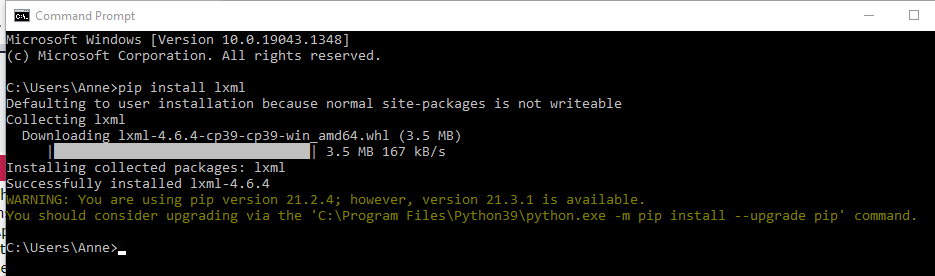 Command Prompt
Microsoft Windows [Version 10.0.19043.1348]
(c) Microsoft Corporation. All rights reserved.
C:\Users\Anne>pip install lxml
Defaulting to user installation because normal site-packages is not writeable
Collecting lxml
Downloading lxml-4.6.4-cp39-cp39-win_amd64.whl (3.5 MB)
| | 3.5 MB 167 kB/s
Installing collected packages: lxml
Successfully installed lxml-4.6.4
WARNING: You are using pip version 21.2.4; however, version 21.3.1 is available.
You should consider upgrading via the 'C:\Program Files\Python39\python.exe -m pip install --upgrade pip' command.
C:\Users\Anne>